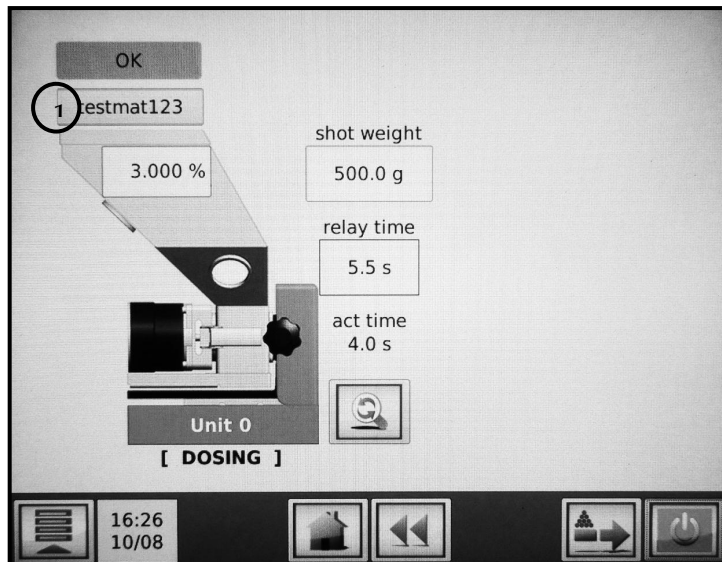 OK
1 testmat123
shot weight
3.000 %
500.0 g
relay time
5.5 s
act time
4.0 s
Unit 0
[ DOSING ]
16:26
10/08